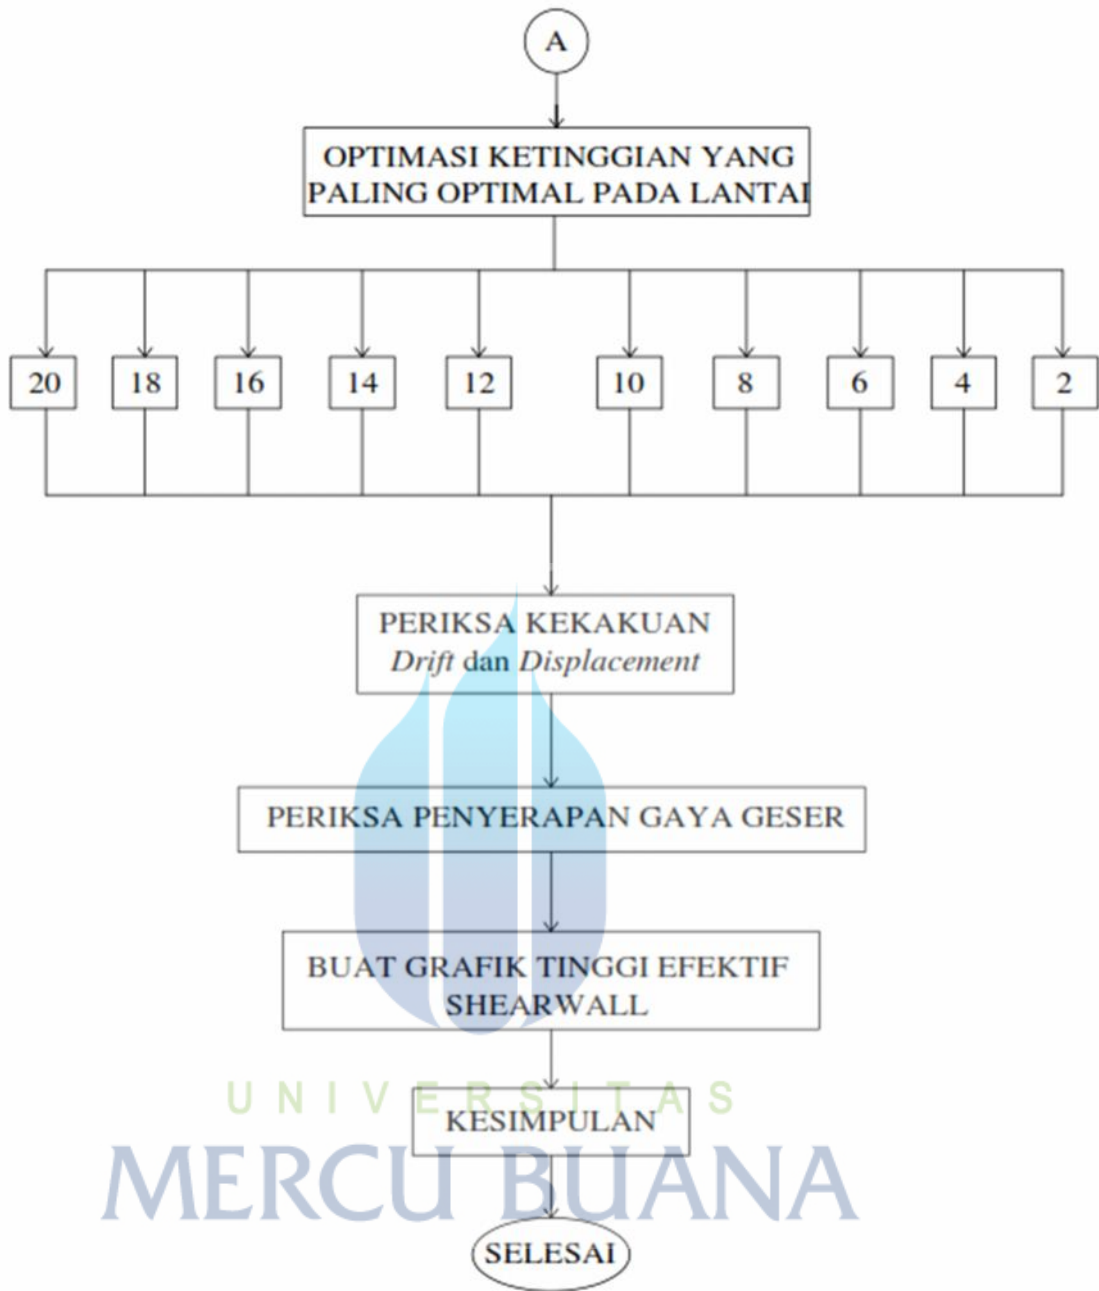 A
OPTIMASI KETINGGIAN YANG
PALING OPTIMAL PADA LANTAI
20 18 16 14 12 10 8 6 4 2
PERIKSA KEKAKUAN
Drift dan Displacement
PERIKSA PENYERAPAN GAYA GESER
BUAT GRAFIK TINGGI EFEKTIF
SHEARWALL
UNIVERSITAS
KESIMPULAN
MERCU BUANA
SELESAI